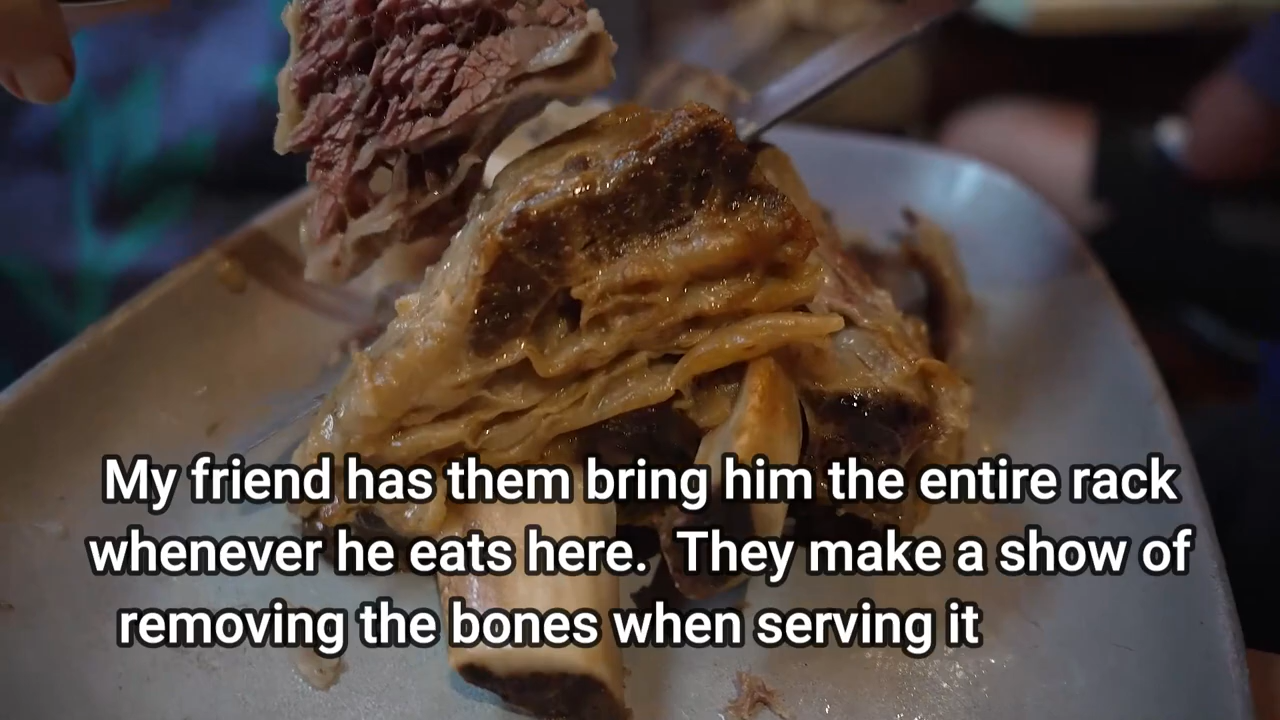 My friend has them bring him the entire rack
whenever he eats here.  They make a show of
removing the bones when serving it